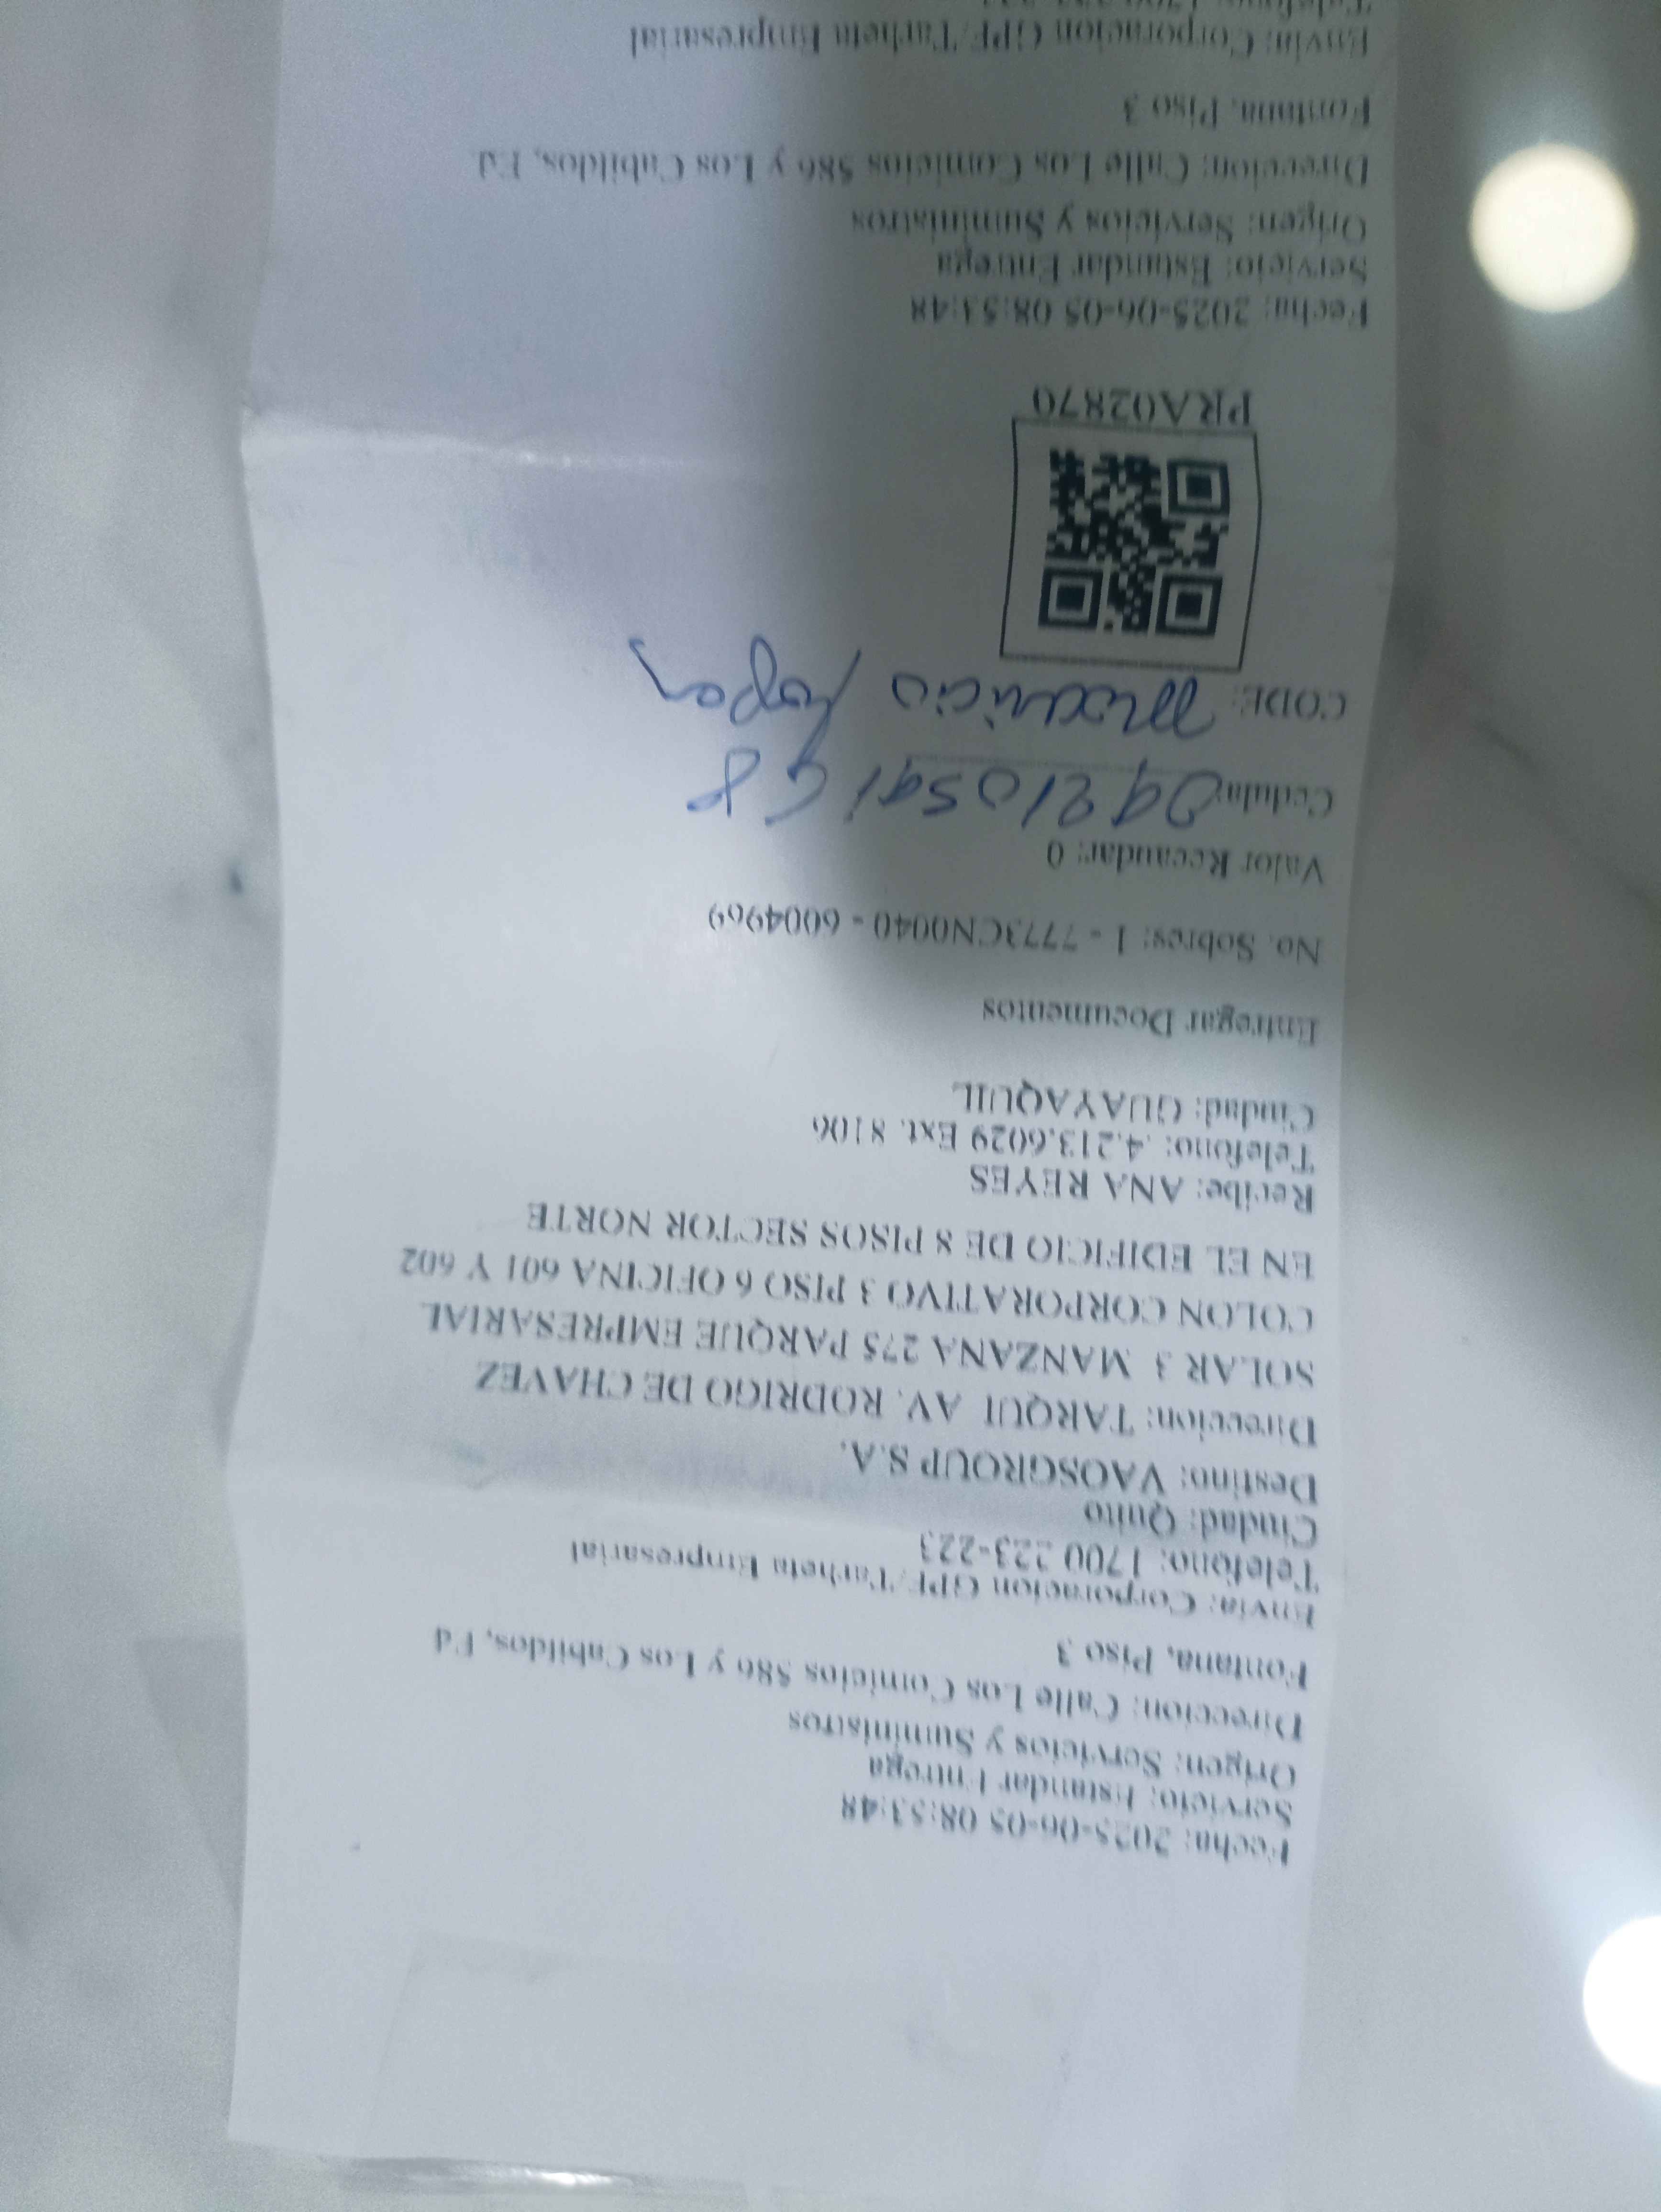 Fecha: 2025-06-05 08:53:48
Servicio: Estandar Entrega
Origen: Servicios y Suministros
Direccion: Calle Los Comicios 586 y Los Cabildos, Ed
Fontana, Piso 3
Envia: Corporacion GPF/Tarheta Empresarial
Telefono: 1700 223-223
Ciudad: Quito
Destino: VAOSGROUP S.A.
Direccion: TARQUI AV. RODRIGO DE CHAVEZ
SOLAR 3 MANZANA 275 PARQUE EMPRESARIAL
COLON CORPORATIVO 3 PISO 6 OFICINA 601 Y 602
EN EL EDIFICIO DE 8 PISOS SECTOR NORTE
Recibe: ANA REYES
Telefono: .4.213.6029 Ext. 8106
Ciudad: GUAYAQUIL
Entregar Documentos
No. Sobres: 1 - 7773CN0040 - 6004969
Valor Recaudar: 0
Cedula:
CODE: Mauricio
PRA02870
Fecha: 2025-06-05 08:53:48
Servicio: Estandar Entrega
Origen: Servicios y Suministros
Direccion: Calle Los Comicios 586 y Los Cabildos, Ed
Fontana, Piso 3
Envia: Corporacion GPF/Tarheta Empresarial